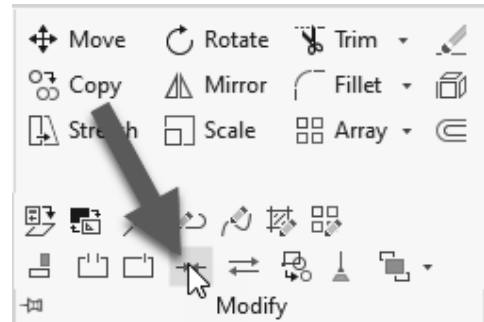 Move Rotate Trim
Copy Mirror Fillet
Stretch Scale Array
Modify